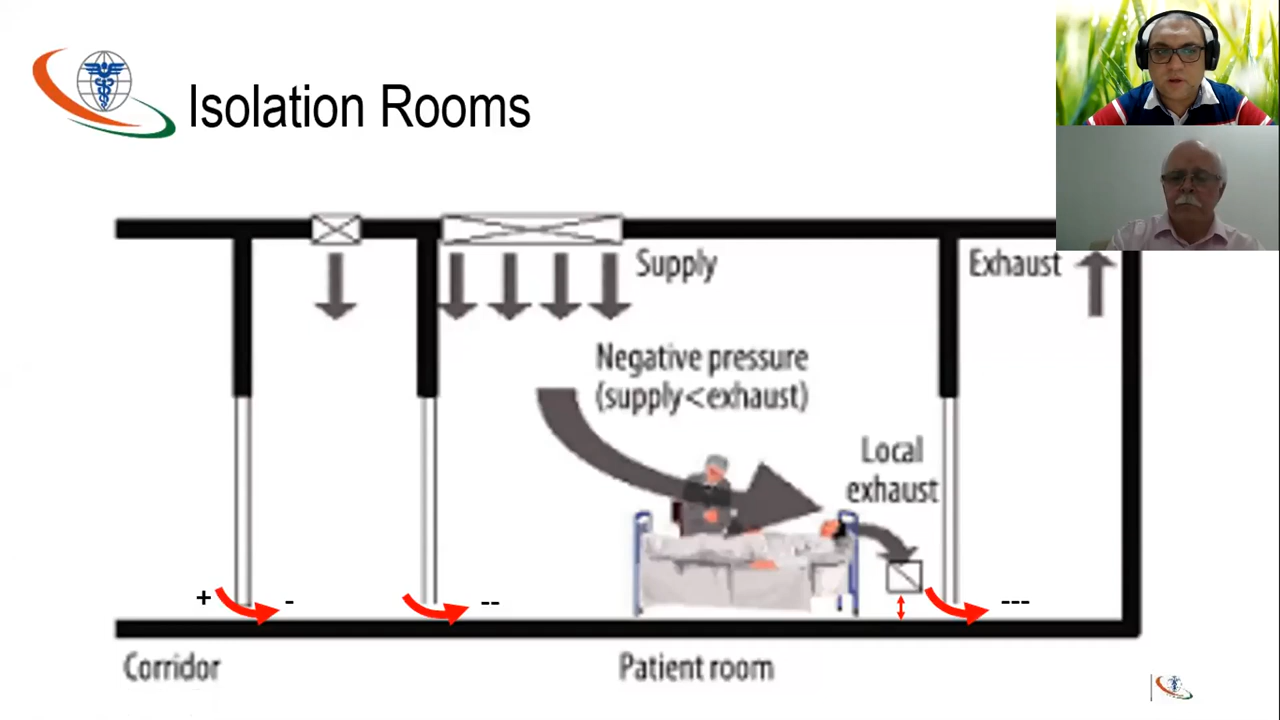 Isolation Rooms
Supply
Exhaust
Negative pressure
(supply<exhaust)
Local
exhaust
+
-
--
---
Corridor
Patient room